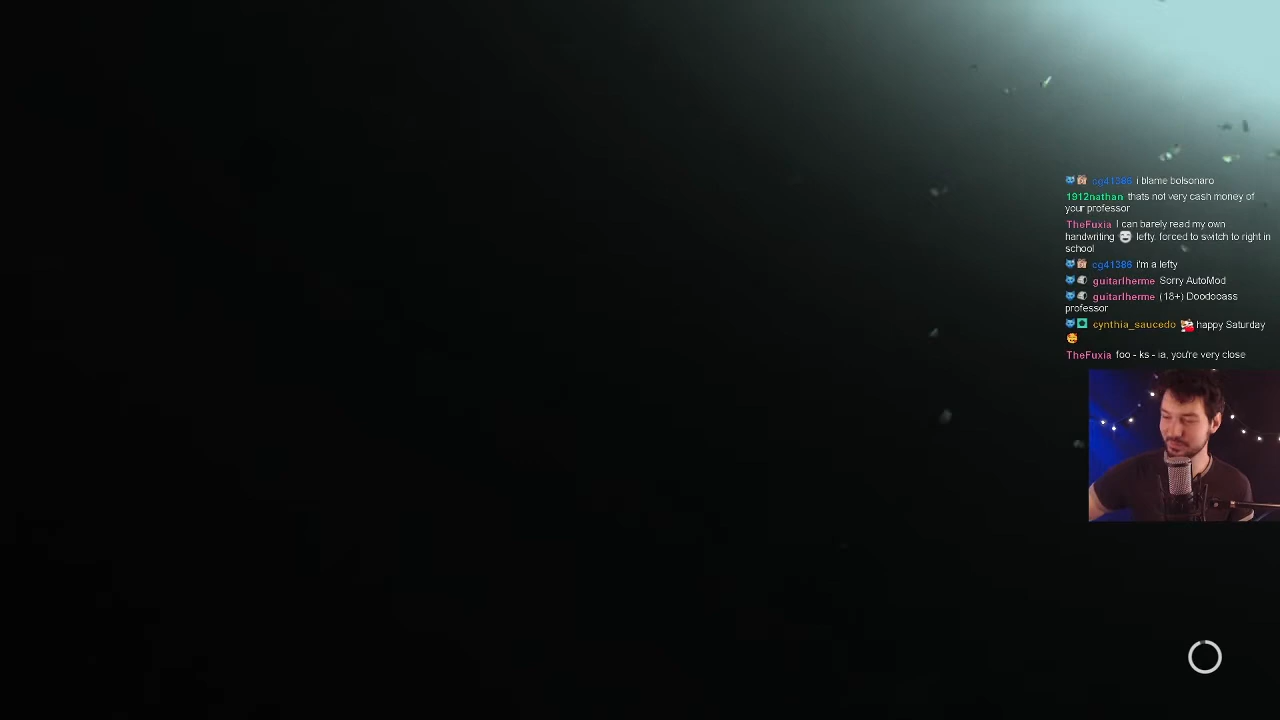 cg41386 i blame bolsonaro
1912nathan thats not very cash money of
your professor
TheFuxia I can barely read my own
handwriting lefty. forced to switch to right in
school
cg41386 i'm a lefty
guitarlherme Sorry AutoMod
guitarlherme (18+) Doodooass
professor
cynthia_saucedo happy Saturday
TheFuxia foo - ks - ia, you're very close